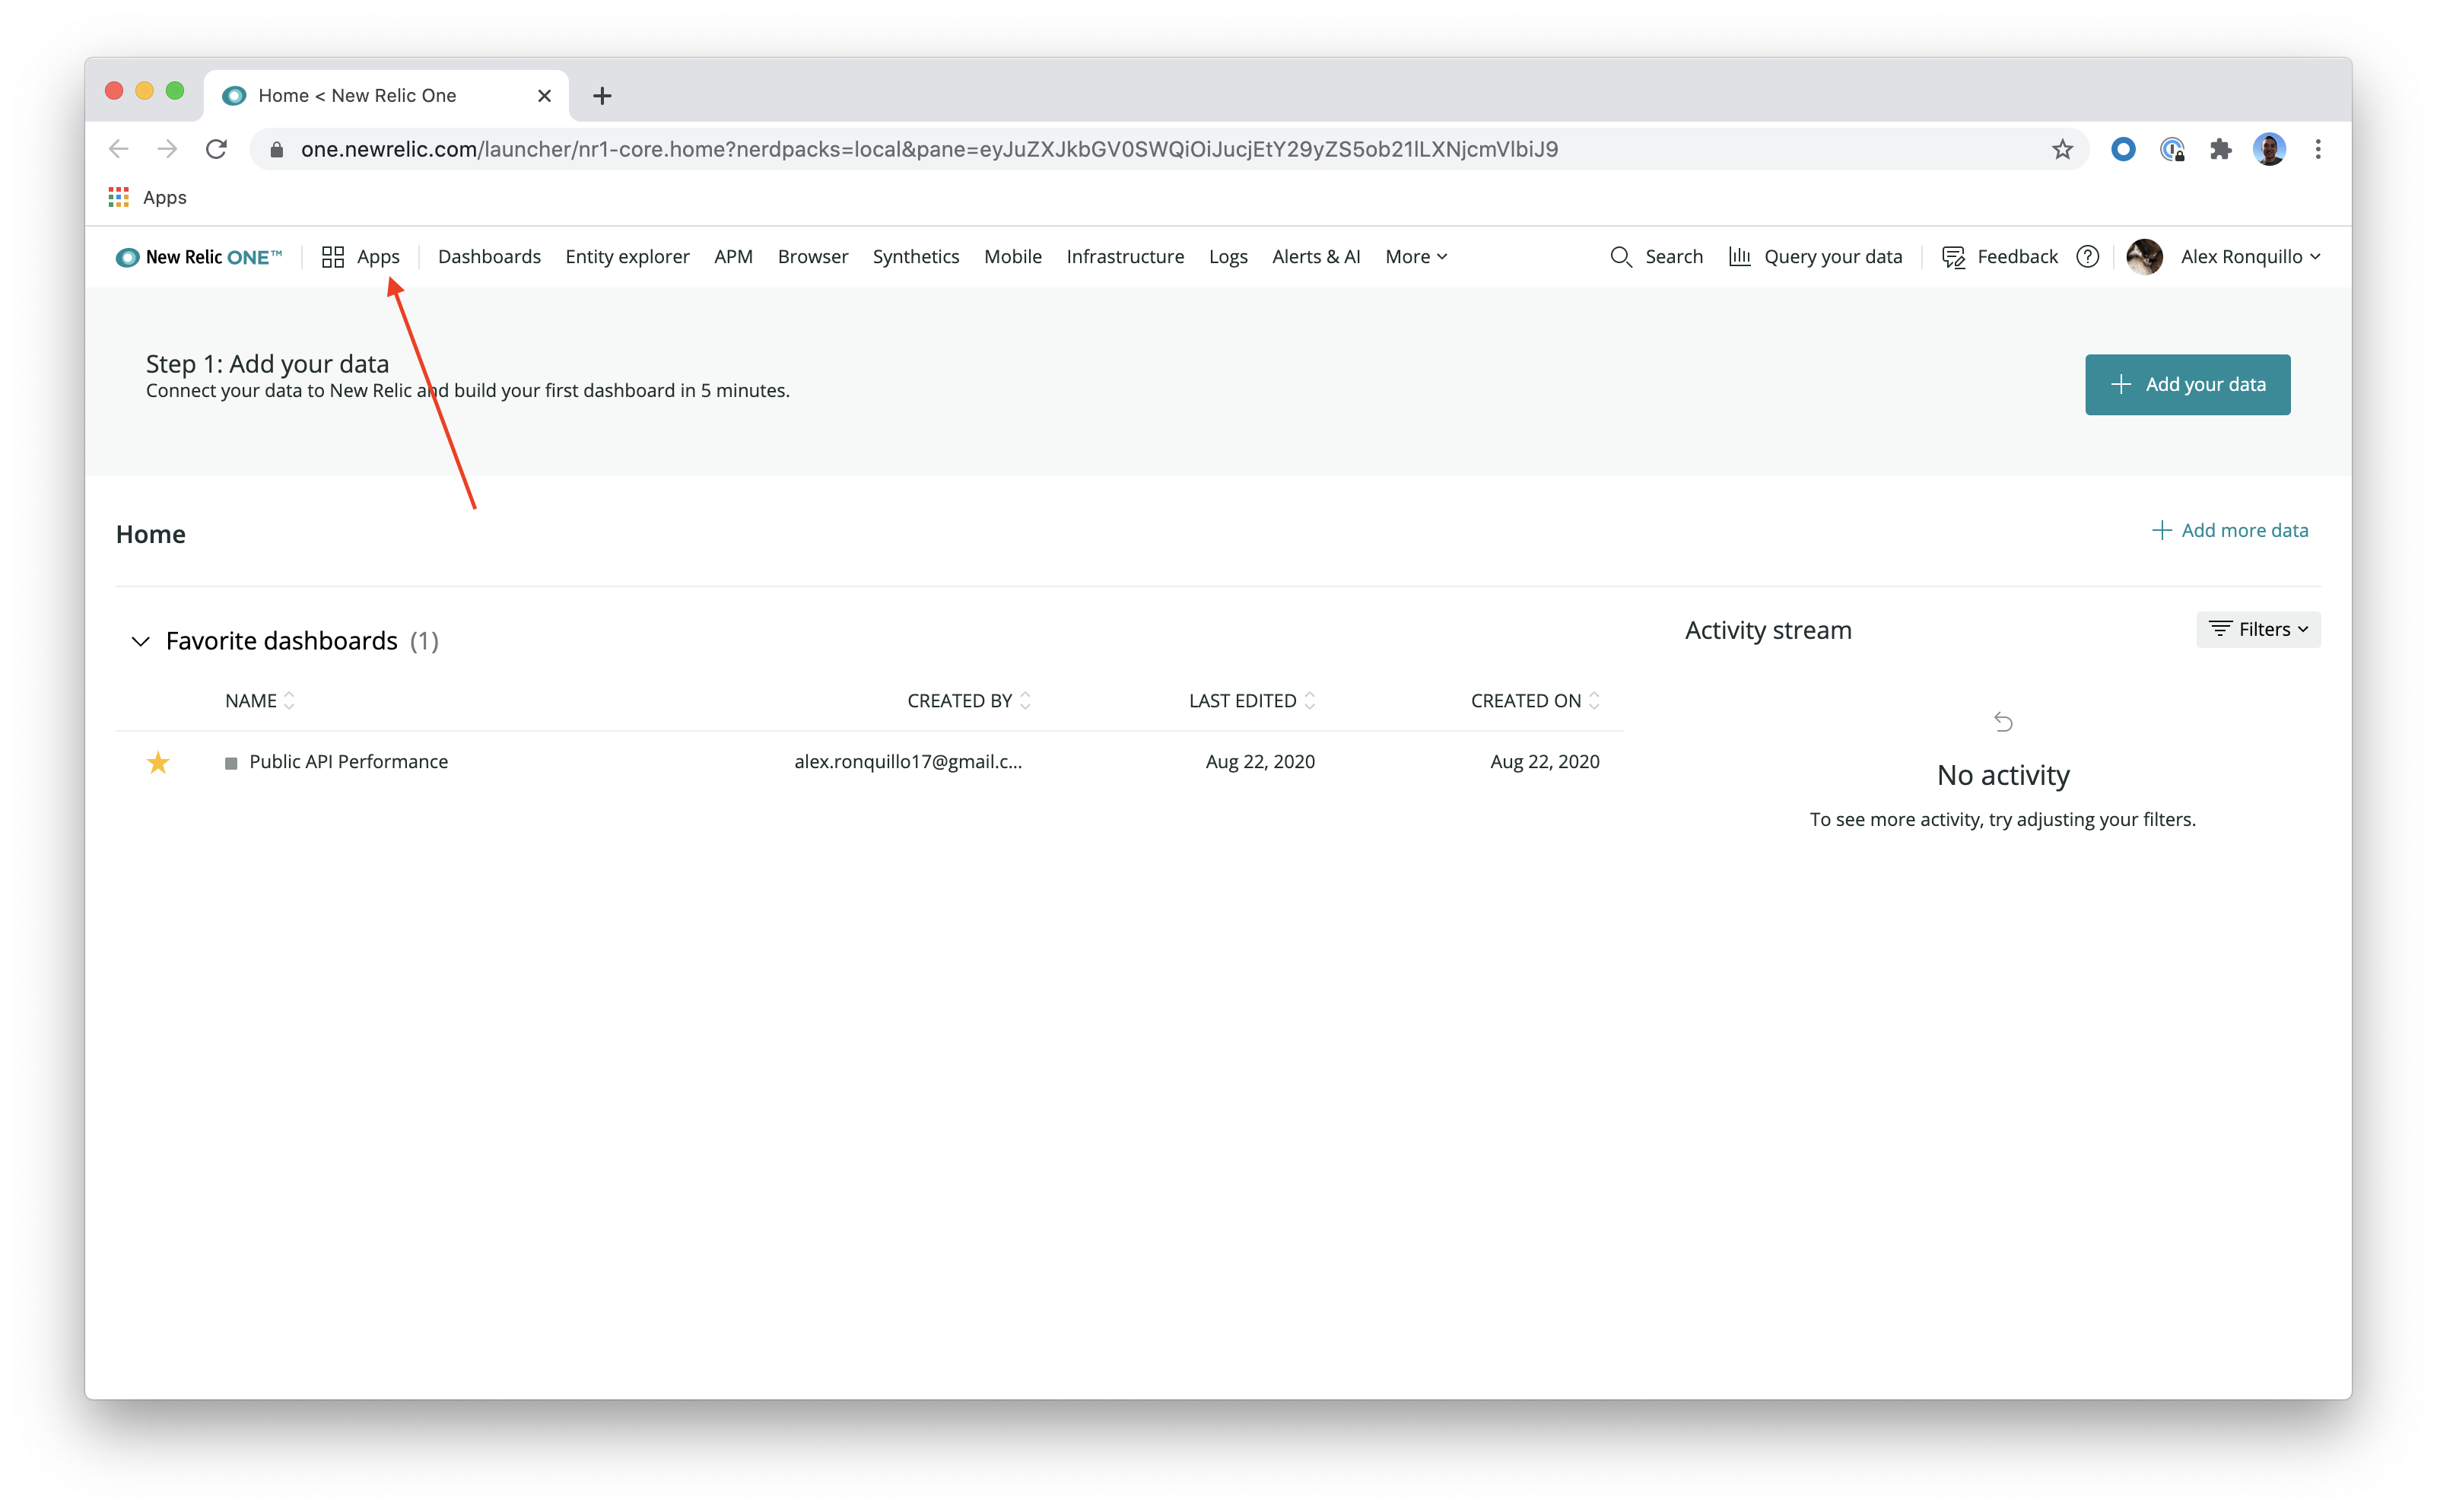 Home < New Relic One
one.newrelic.com/launcher/nr1-core.home?nerdpacks=local&pane=eyJuZXJkbGV0SWQiOiJucjEtY29yZS5ob21lLXNjcmVlbiJ9
Apps
New Relic ONE™ Apps Dashboards Entity explorer APM Browser Synthetics Mobile Infrastructure Logs Alerts & AI More Search Query your data Feedback Alex Ronquillo
Step 1: Add your data
Connect your data to New Relic and build your first dashboard in 5 minutes.
Add your data
Home
Add more data
Favorite dashboards (1)
Activity stream
Filters
NAME CREATED BY LAST EDITED CREATED ON
Public API Performance alex.ronquillo17@gmail.c... Aug 22, 2020 Aug 22, 2020
No activity
To see more activity, try adjusting your filters.